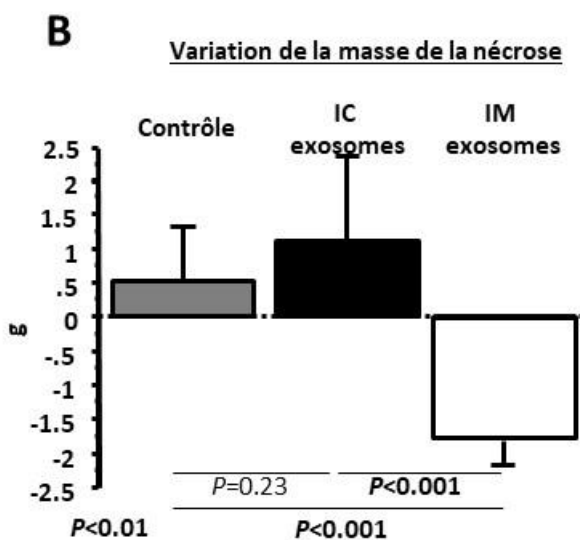 B
Variation de la masse de la nécrose
Contrôle
IC
exosomes
IM
exosomes
2.5
2
1.5
1
.5
0
-.5
-1
-1.5
-2
-2.5
g
P=0.23
P<0.001
P<0.01
P<0.001